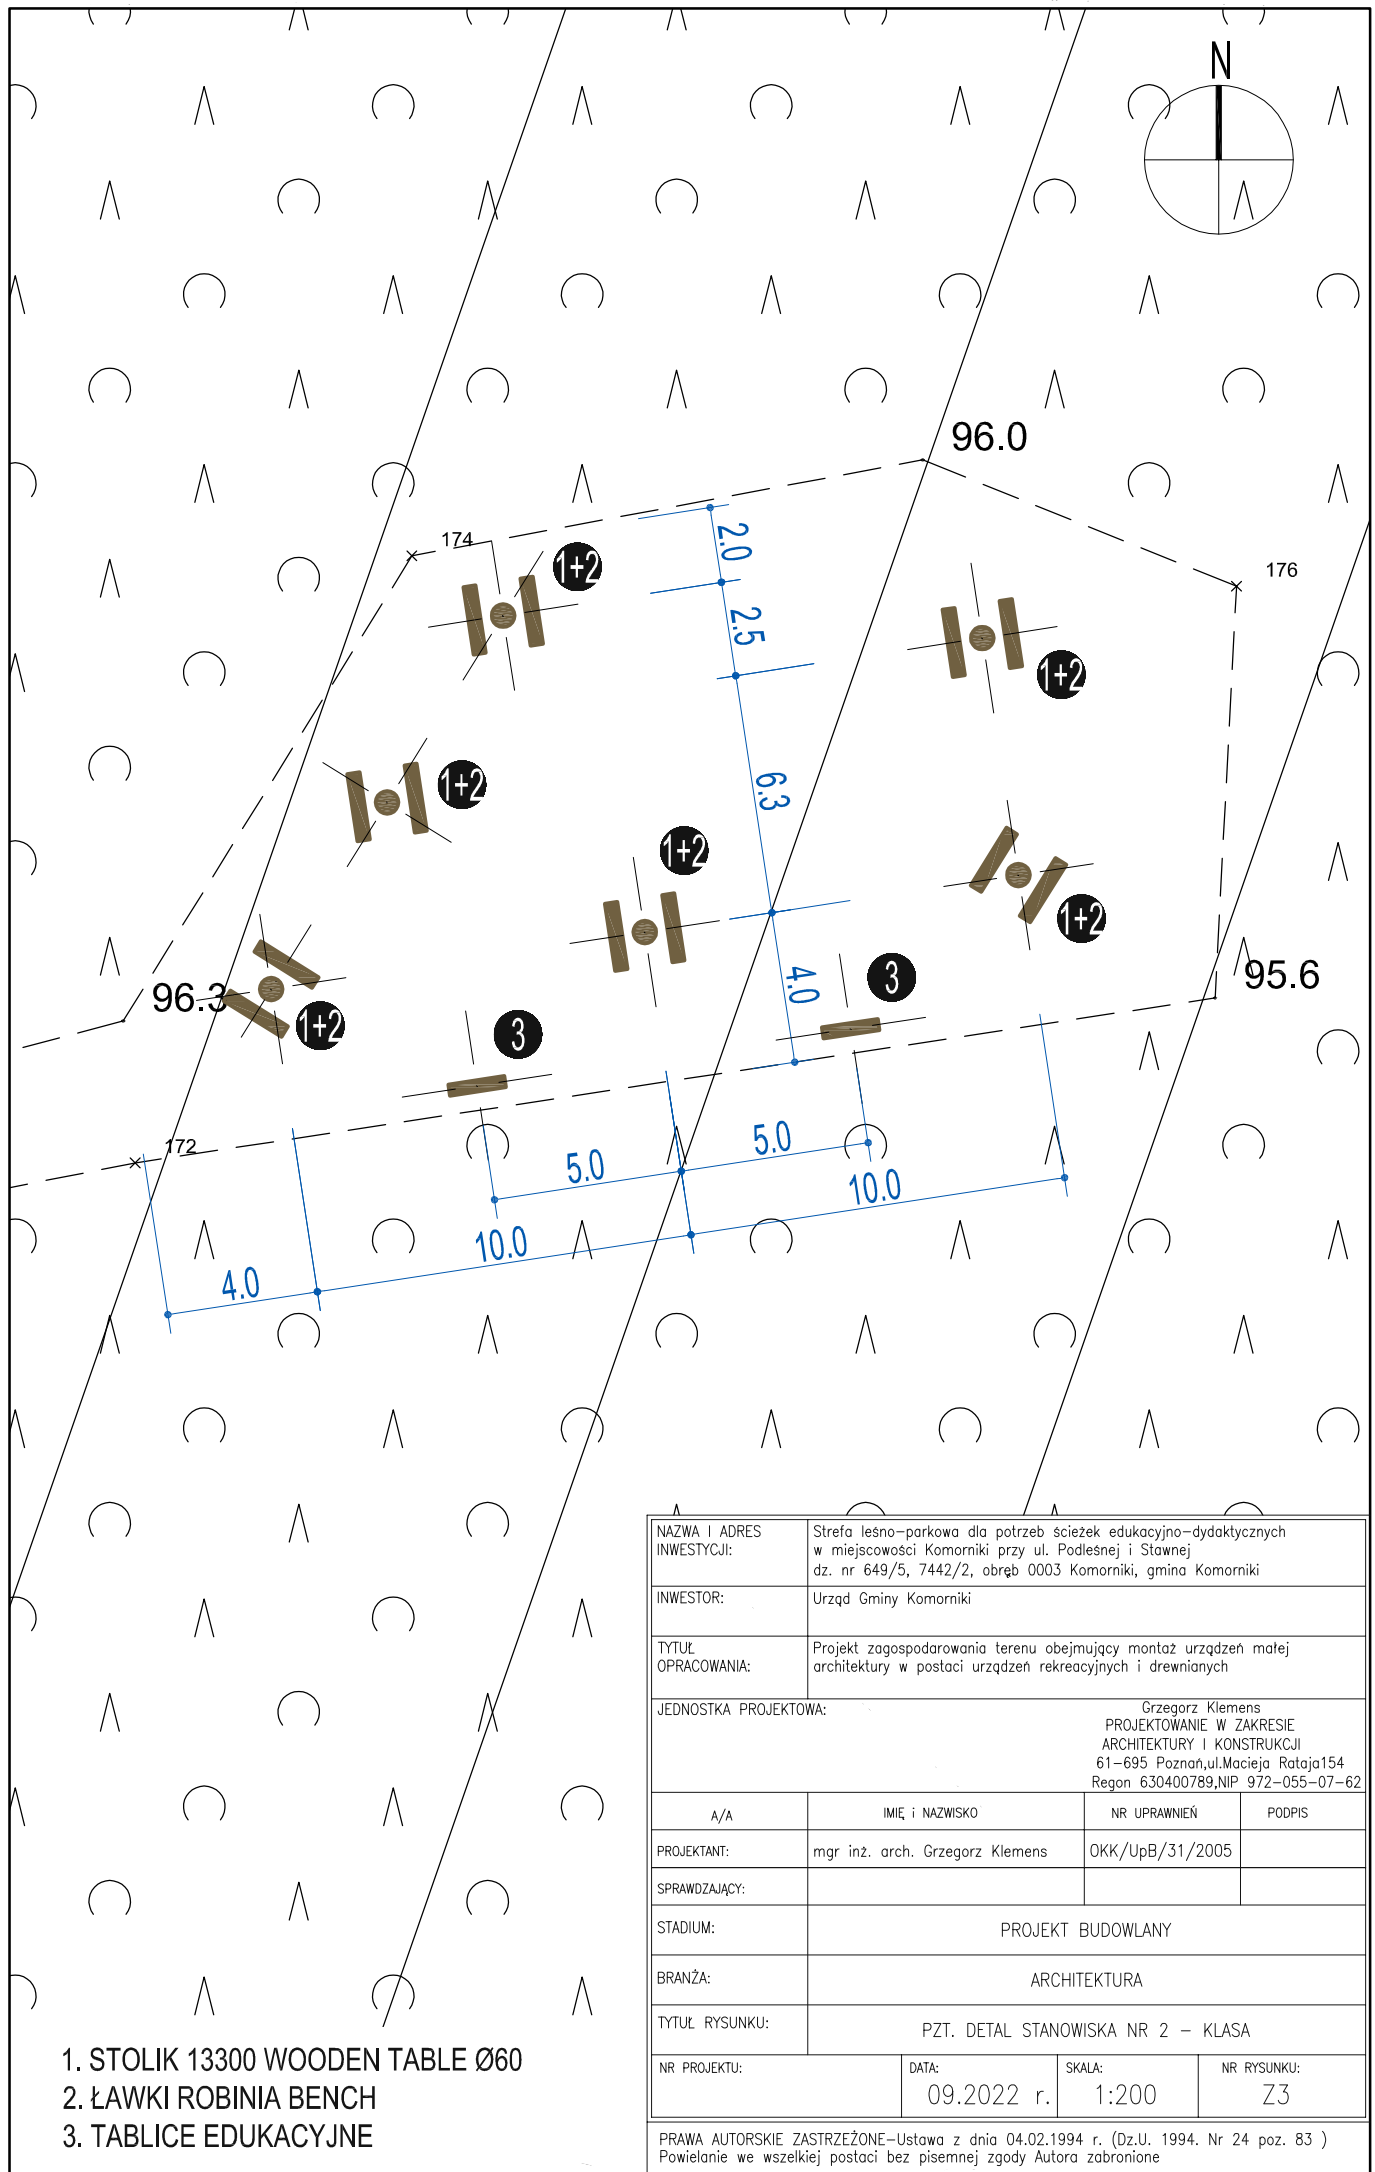 N
96.0
174
1+2
2.0
176
2.5
1+2
1+2
6.3
1+2
1+2
96.3
4.0
3
95.6
1+2
3
172
5.0
5.0
10.0
10.0
4.0
NAZWA I ADRES INWESTYCJI:
Strefa leśno-parkowa dla potrzeb ścieżek edukacyjno-dydaktycznych
w miejscowości Komorniki przy ul. Podleśnej i Stawnej
dz. nr 649/5, 7442/2, obręb 0003 Komorniki, gmina Komorniki
INWESTOR:
Urząd Gminy Komorniki
TYTUŁ OPRACOWANIA:
Projekt zagospodarowania terenu obejmujący montaż urządzeń małej
architektury w postaci urządzeń rekreacyjnych i drewnianych
JEDNOSTKA PROJEKTOWA:
Grzegorz Klemens
PROJEKTOWANIE W ZAKRESIE
ARCHITEKTURY I KONSTRUKCJI
61-695 Poznań,ul.Macieja Rataja154
Regon 630400789,NIP 972-055-07-62
A/A IMIĘ i NAZWISKO NR UPRAWNIEŃ PODPIS
PROJEKTANT: mgr inż. arch. Grzegorz Klemens OKK/UpB/31/2005
SPRAWDZAJĄCY:
STADIUM: PROJEKT BUDOWLANY
BRANŻA: ARCHITEKTURA
TYTUŁ RYSUNKU: PZT. DETAL STANOWISKA NR 2 - KLASA
NR PROJEKTU: DATA: SKALA: NR RYSUNKU:
09.2022 r. 1:200 Z3
PRAWA AUTORSKIE ZASTRZEŻONE-Ustawa z dnia 04.02.1994 r. (Dz.U. 1994. Nr 24 poz. 83 )
Powielanie we wszelkiej postaci bez pisemnej zgody Autora zabronione
1. STOLIK 13300 WOODEN TABLE Ø60
2. ŁAWKI ROBINIA BENCH
3. TABLICE EDUKACYJNE